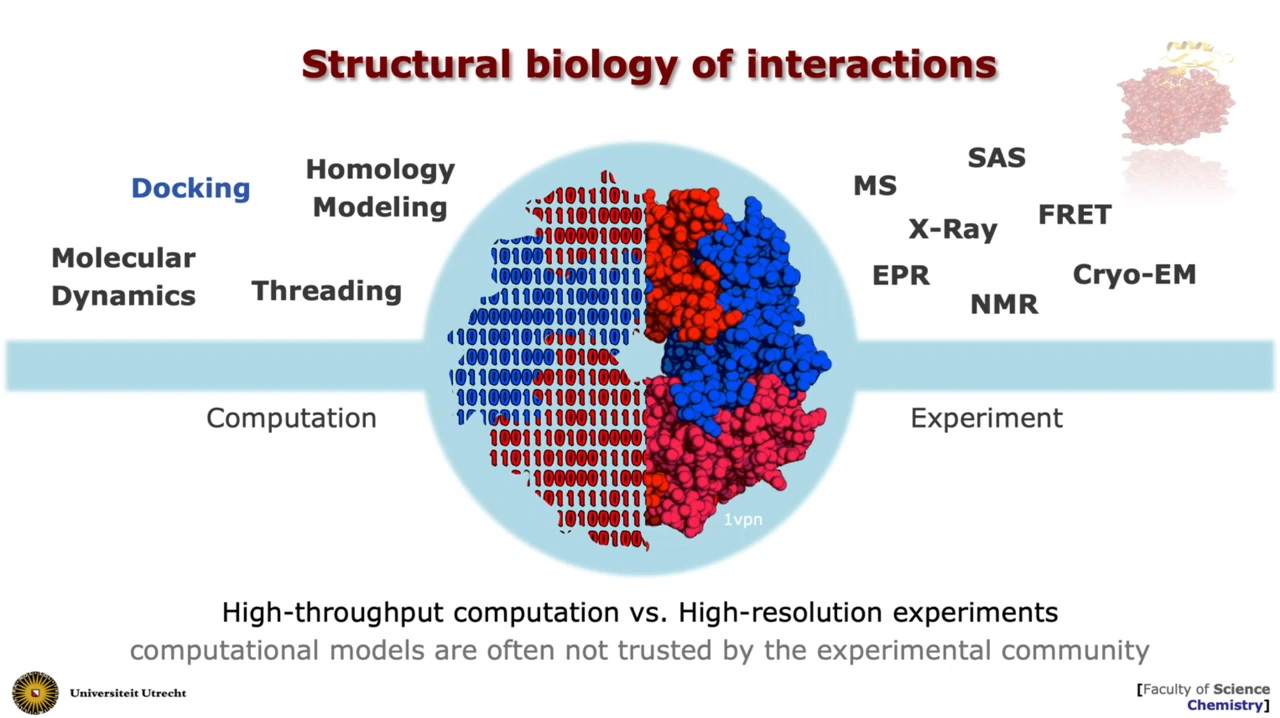 Structural biology of interactions
Docking
Homology
Modeling
Molecular
Dynamics
Threading
SAS
MS
FRET
X-Ray
EPR
Cryo-EM
NMR
Computation
Experiment
1vpn
High-throughput computation vs. High-resolution experiments
computational models are often not trusted by the experimental community
Universiteit Utrecht
[Faculty of Science
Chemistry]